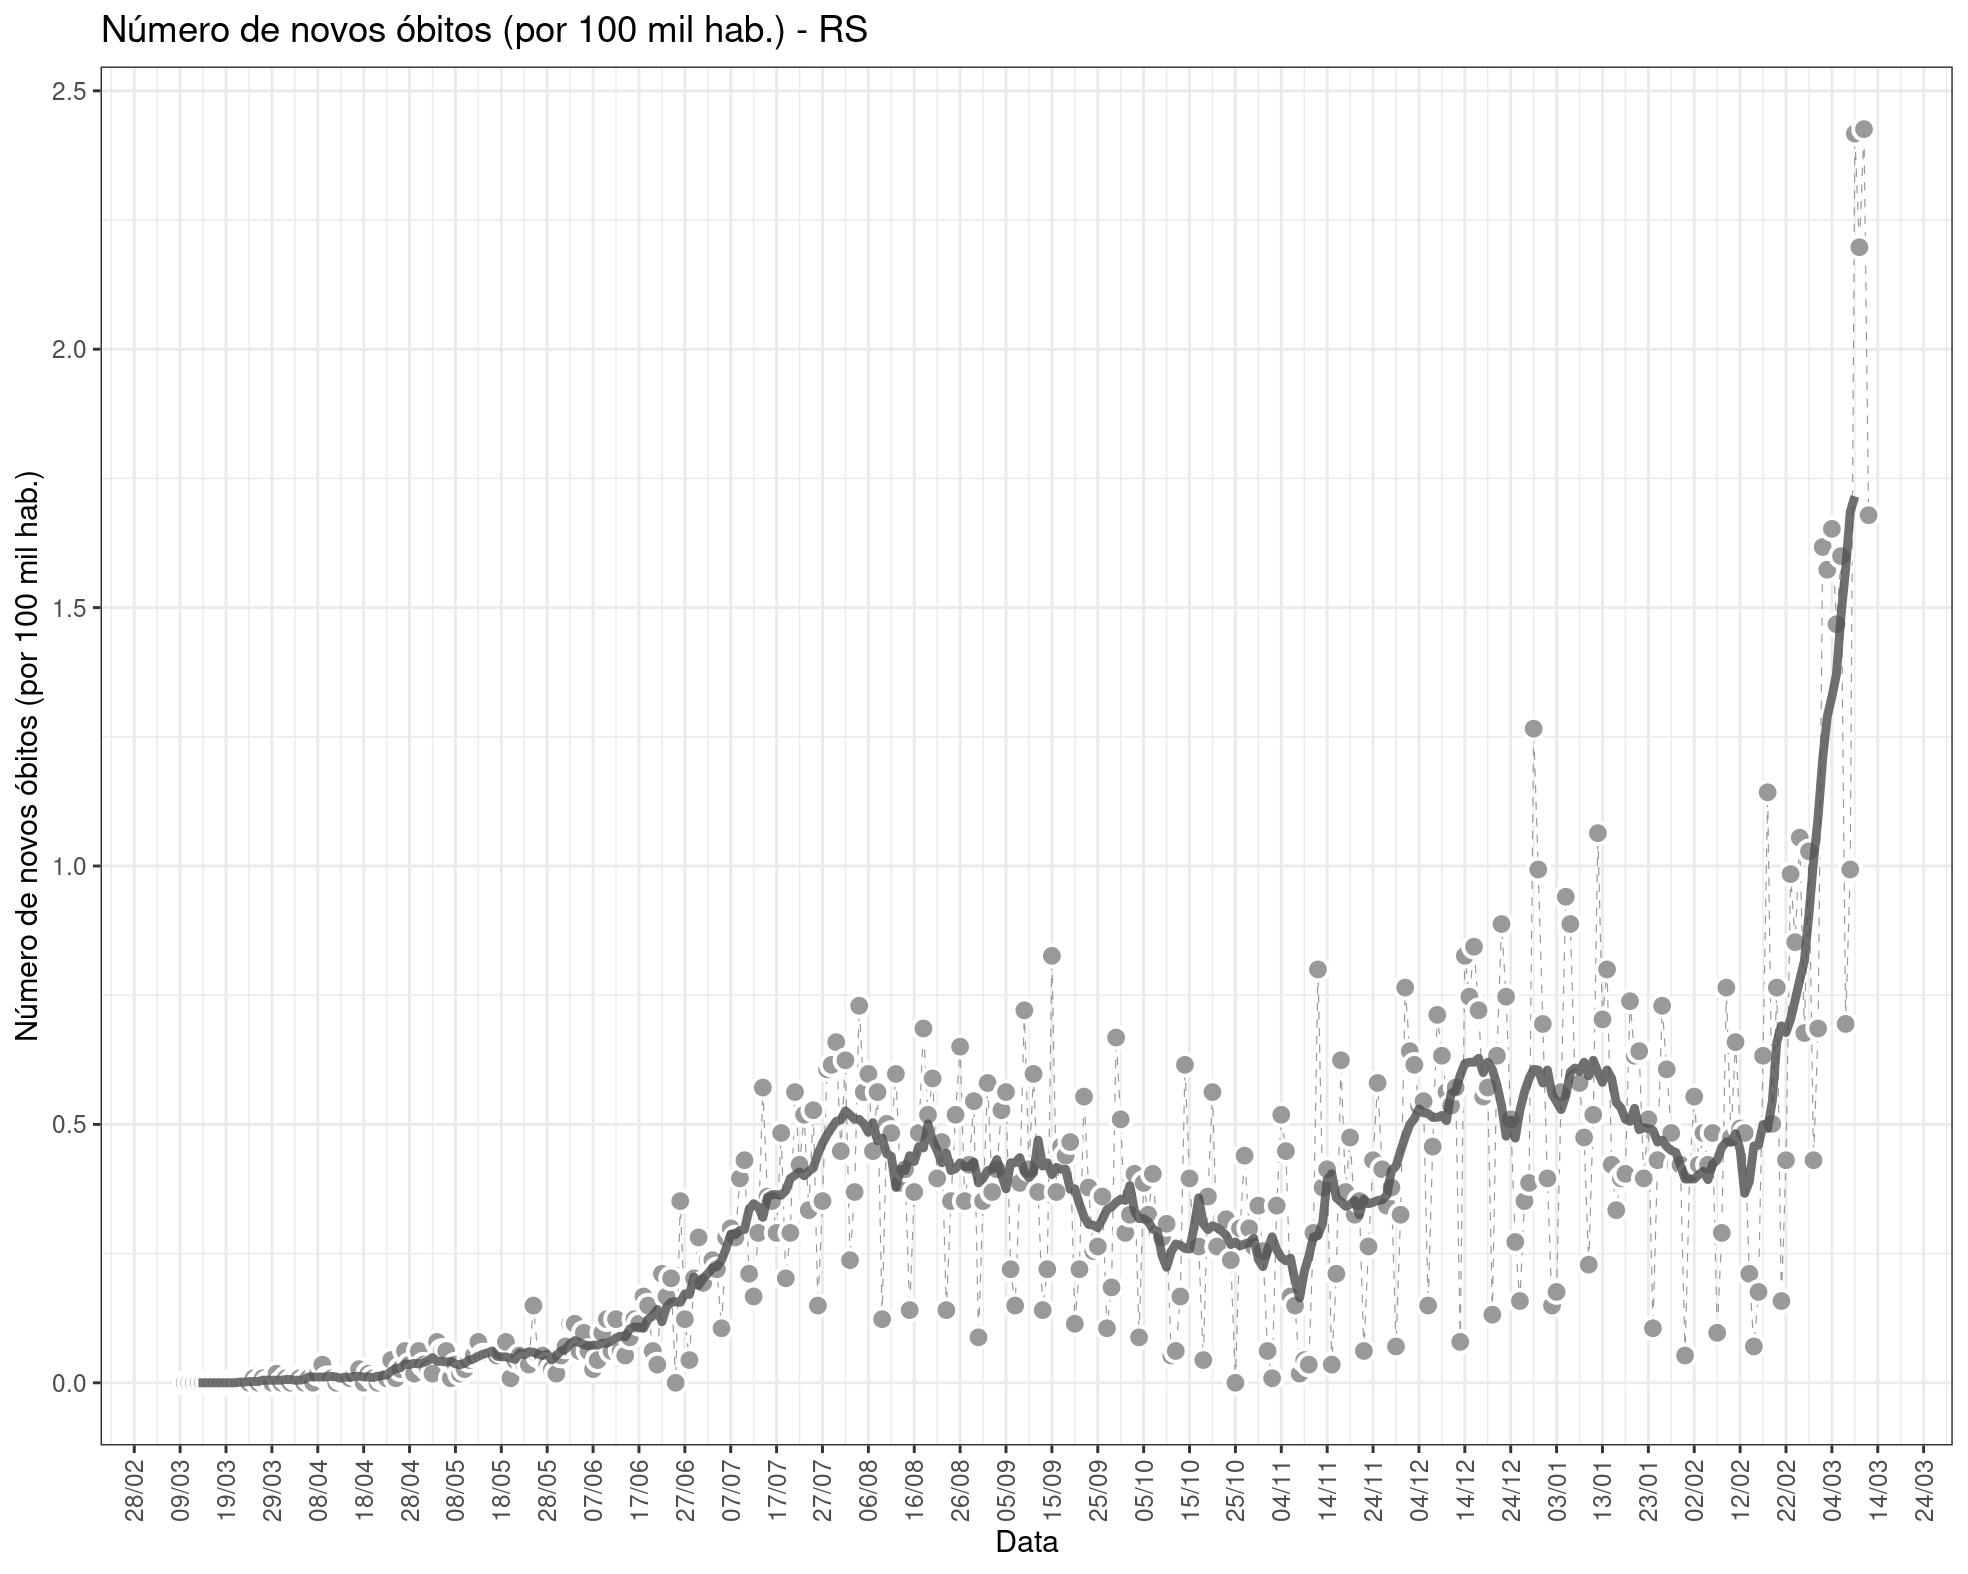 Número de novos óbitos (por 100 mil hab.) - RS
Número de novos óbitos (por 100 mil hab.)
2.5
2.0
1.5
1.0
0.5
0.0
28/02 09/03 19/03 29/03 08/04 18/04 28/04 08/05 18/05 28/05 07/06 17/06 27/06 07/07 17/07 27/07 06/08 16/08 26/08 05/09 15/09 25/09 05/10 15/10 25/10 04/11 14/11 24/11 04/12 14/12 24/12 03/01 13/01 23/01 02/02 12/02 22/02 04/03 14/03 24/03
Data